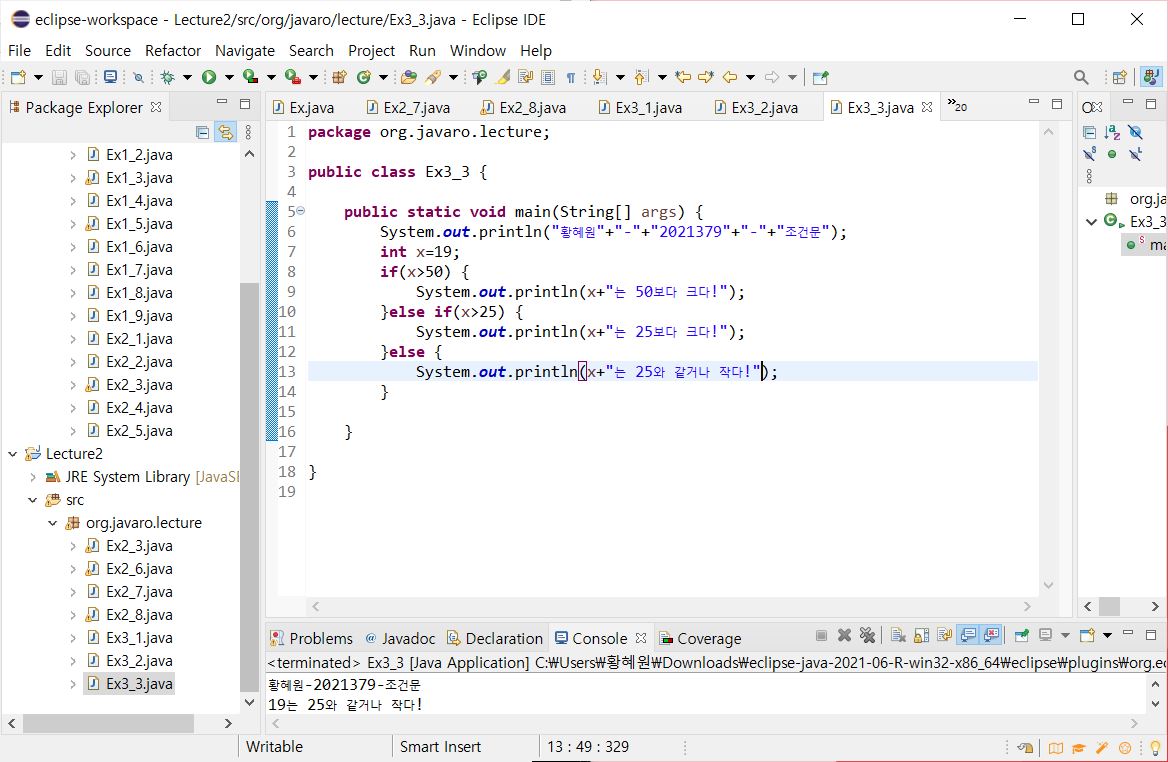 eclipse-workspace - Lecture2/src/org/javaro/lecture/Ex3_3.java - Eclipse IDE
File Edit Source Refactor Navigate Search Project Run Window Help
Package Explorer
Ex1_2.java
Ex1_3.java
Ex1_4.java
Ex1_5.java
Ex1_6.java
Ex1_7.java
Ex1_8.java
Ex1_9.java
Ex2_1.java
Ex2_2.java
Ex2_3.java
Ex2_4.java
Ex2_5.java
Lecture2
JRE System Library [JavaSE
src
org.javaro.lecture
Ex2_3.java
Ex2_6.java
Ex2_7.java
Ex2_8.java
Ex3_1.java
Ex3_2.java
Ex3_3.java
Ex.java Ex2_7.java Ex2_8.java Ex3_1.java Ex3_2.java Ex3_3.java »20
1 package org.javaro.lecture;
2
3 public class Ex3_3 {
4
5 public static void main(String[] args) {
6 System.out.println("황혜원"+"-"+"2021379"+"-"+"조건문");
7 int x=19;
8 if(x>50) {
9 System.out.println(x+"는 50보다 크다!");
10 }else if(x>25) {
11 System.out.println(x+"는 25보다 크다!");
12 }else {
13 System.out.println(x+"는 25와 같거나 작다!");
14 }
15
16 }
17
18 }
19
org.ja
Ex3_3
ma
Problems Javadoc Declaration Console Coverage
<terminated> Ex3_3 [Java Application] C:₩Users₩황혜원₩Downloads₩eclipse-java-2021-06-R-win32-x86_64₩eclipse₩plugins₩org.ec
황혜원-2021379-조건문
19는 25와 같거나 작다!
Writable Smart Insert 13 : 49 : 329